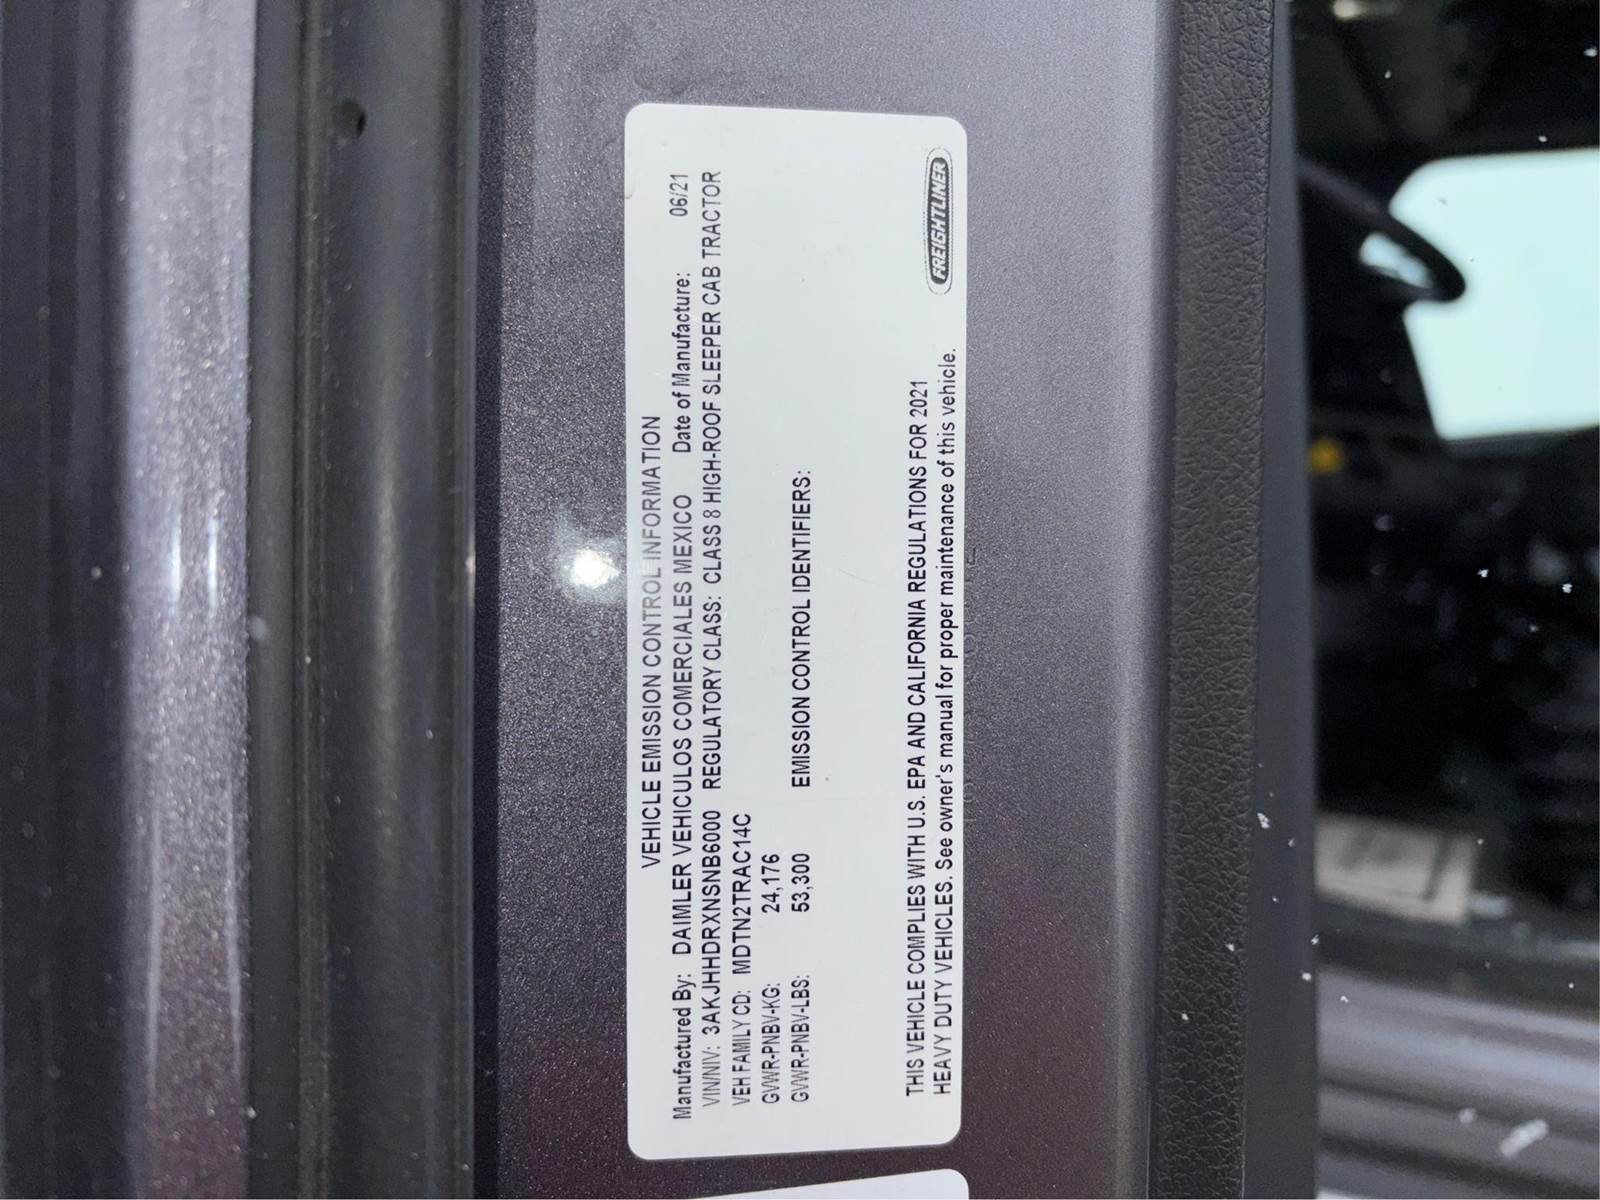 VEHICLE EMISSION CONTROL INFORMATION
Manufactured By: DAIMLER VEHICULOS COMERCIALES MEXICO Date of Manufacture: 06/21
VIN/NIV: 3AKJHHDRXNSNB6000 REGULATORY CLASS: CLASS 8 HIGH-ROOF SLEEPER CAB TRACTOR
VEH FAMILY CD: MDTN2TRAC14C
GVWR-PNBV-KG: 24,176
GVWR-PNBV-LBS: 53,300 EMISSION CONTROL IDENTIFIERS:
THIS VEHICLE COMPLIES WITH U.S. EPA AND CALIFORNIA REGULATIONS FOR 2021
HEAVY DUTY VEHICLES. See owner's manual for proper maintenance of this vehicle.
FREIGHTLINER